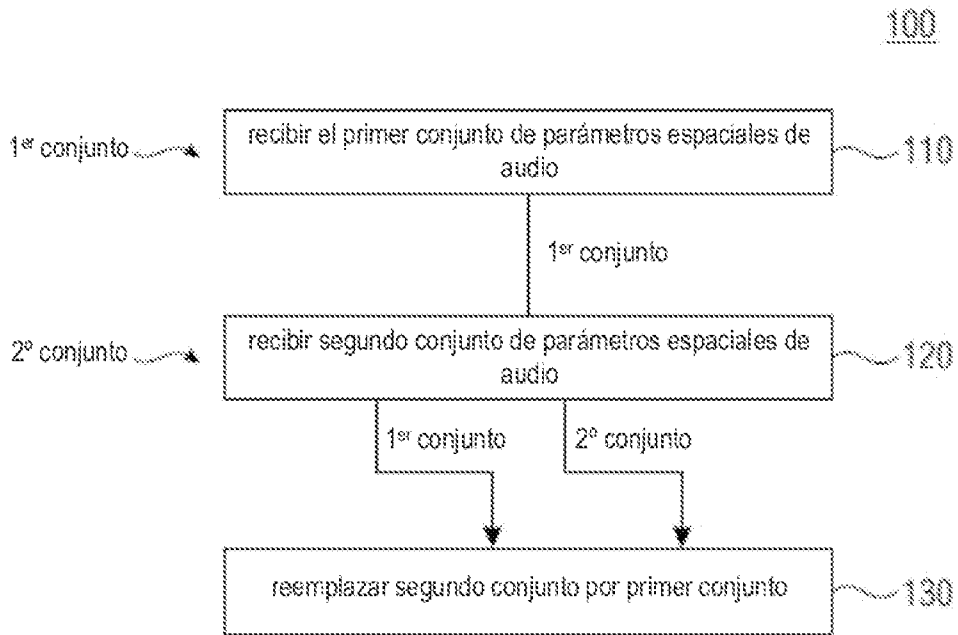 100
recibir el primer conjunto de parámetros espaciales de
audio
1er conjunto
110
1er conjunto
recibir segundo conjunto de parámetros espaciales de
audio
2º conjunto
120
1er conjunto
2º conjunto
reemplazar segundo conjunto por primer conjunto
130